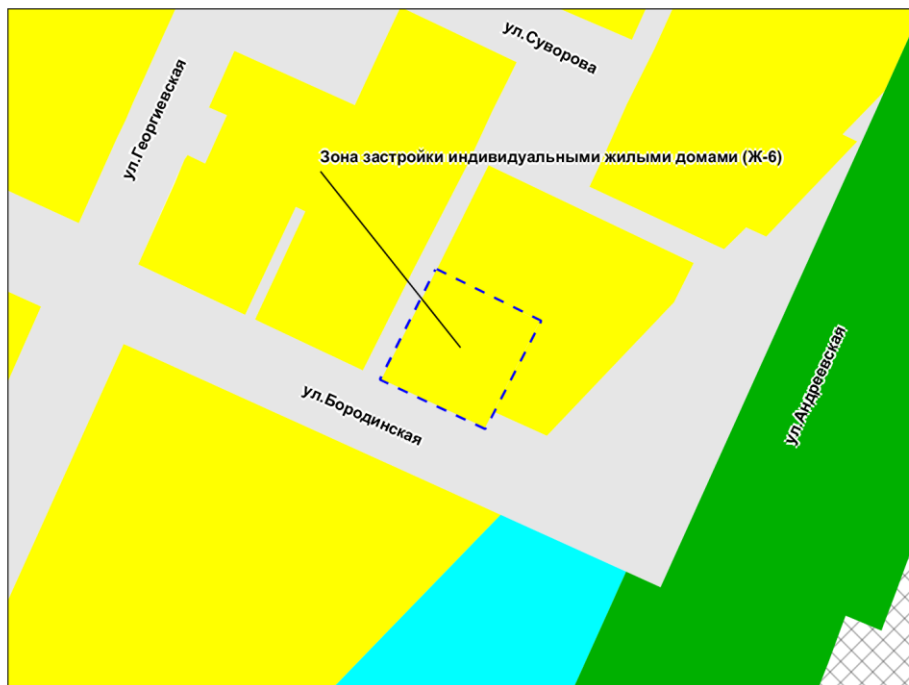 ул.Суворова
ул.Георгиевская
Зона застройки индивидуальными жилыми домами (Ж-6)
ул.Андреевская
ул.Бородинская